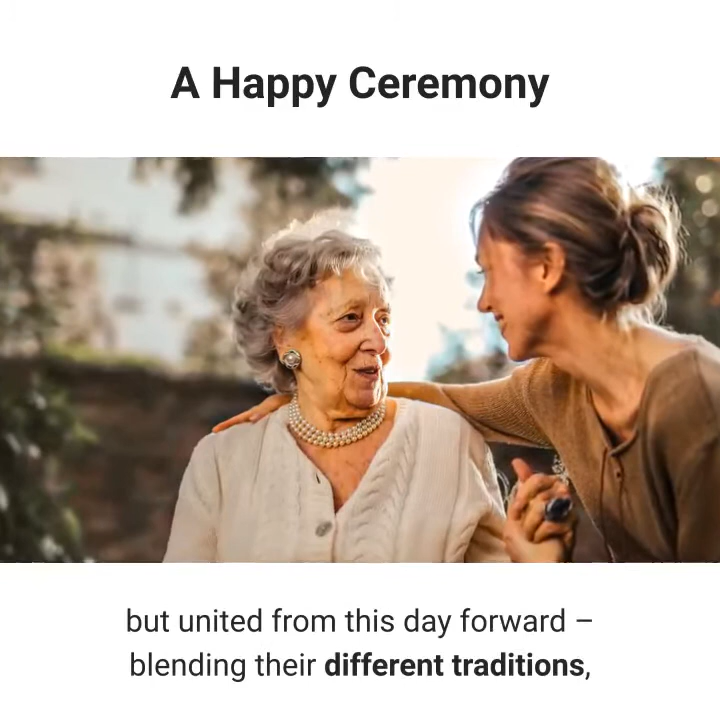 A Happy Ceremony
but united from this day forward –
blending their different traditions,